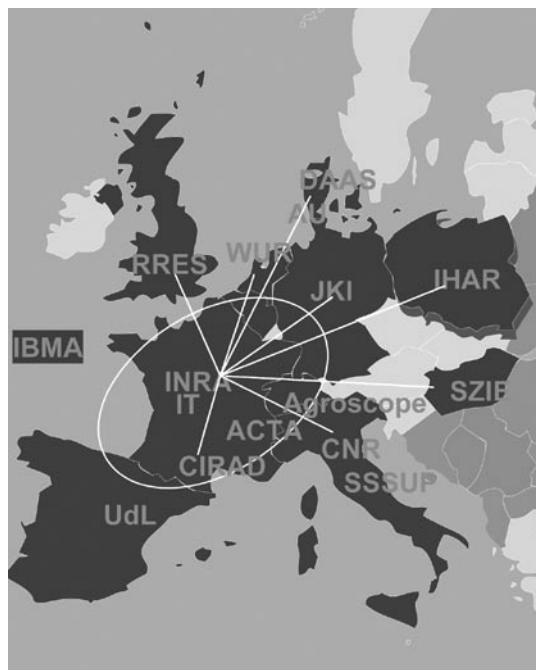 DAAS
AU
WUR
RRES
JKI
IHAR
IBMA
INRA
IT
Agroscope
SZIE
ACTA
CNR
CIRAD
SSSUP
UdL